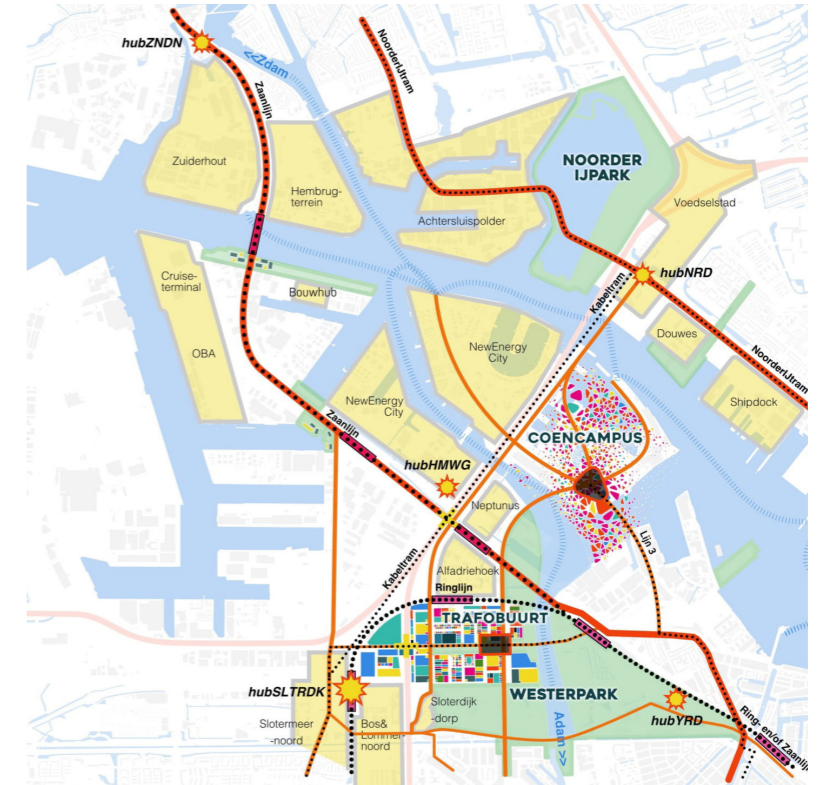 hubZNDN
<<Zdam
NoorderIJtram
Zaanlijn
Zuiderhout
Hembrug-
terrein
NOORDER
IJPARK
Voedselstad
Achtersluispolder
Cruise-
terminal
Bouwhub
Kabeltram
hubNRD
Douwes
OBA
NewEnergy
City
NoorderIJtram
Shipdock
NewEnergy
City
Zaanlijn
COENCAMPUS
hubHMWG
Neptunus
Lijn 3
Kabeltram
Alfadriehoek
Ringlijn
TRAFOBUURT
hubSLTRDK
WESTERPARK
Slotermeer
-noord
Bos&
Lommer-
noord
Sloterdijk
-dorp
Adam >>
hubYRD
Ring- en/of Zaanlijn